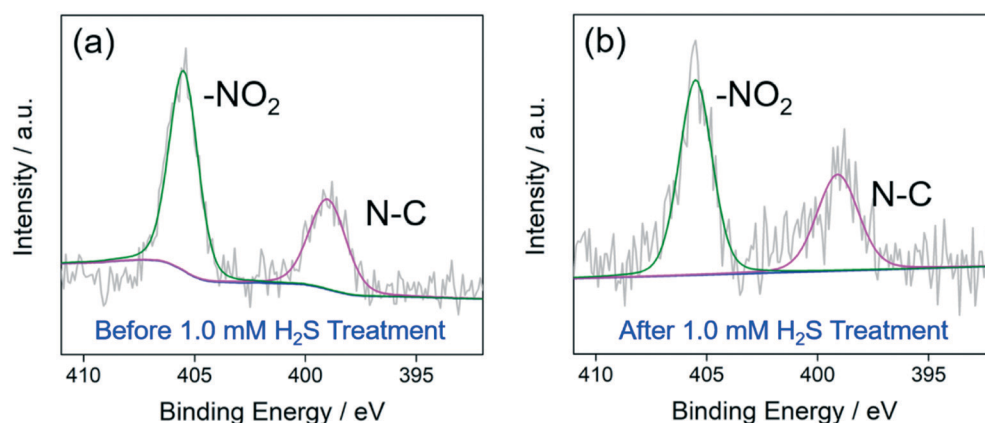 (a)
-NO₂
N-C
Before 1.0 mM H₂S Treatment
Intensity / a.u.
410 405 400 395
Binding Energy / eV
(b)
-NO₂
N-C
After 1.0 mM H₂S Treatment
Intensity / a.u.
410 405 400 395
Binding Energy / eV